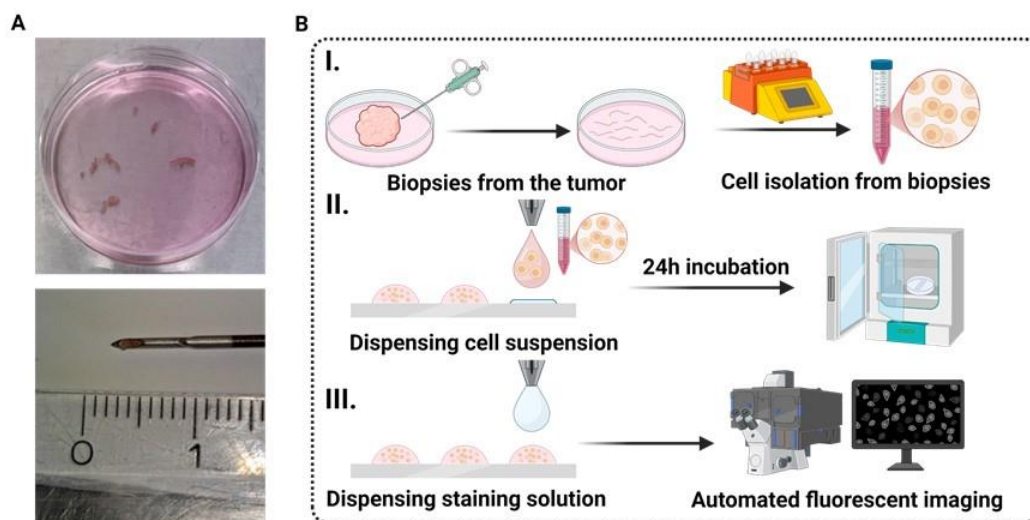 A
B
I.
Biopsies from the tumor
Cell isolation from biopsies
II.
24h incubation
Dispensing cell suspension
0 1
III.
Dispensing staining solution
Automated fluorescent imaging